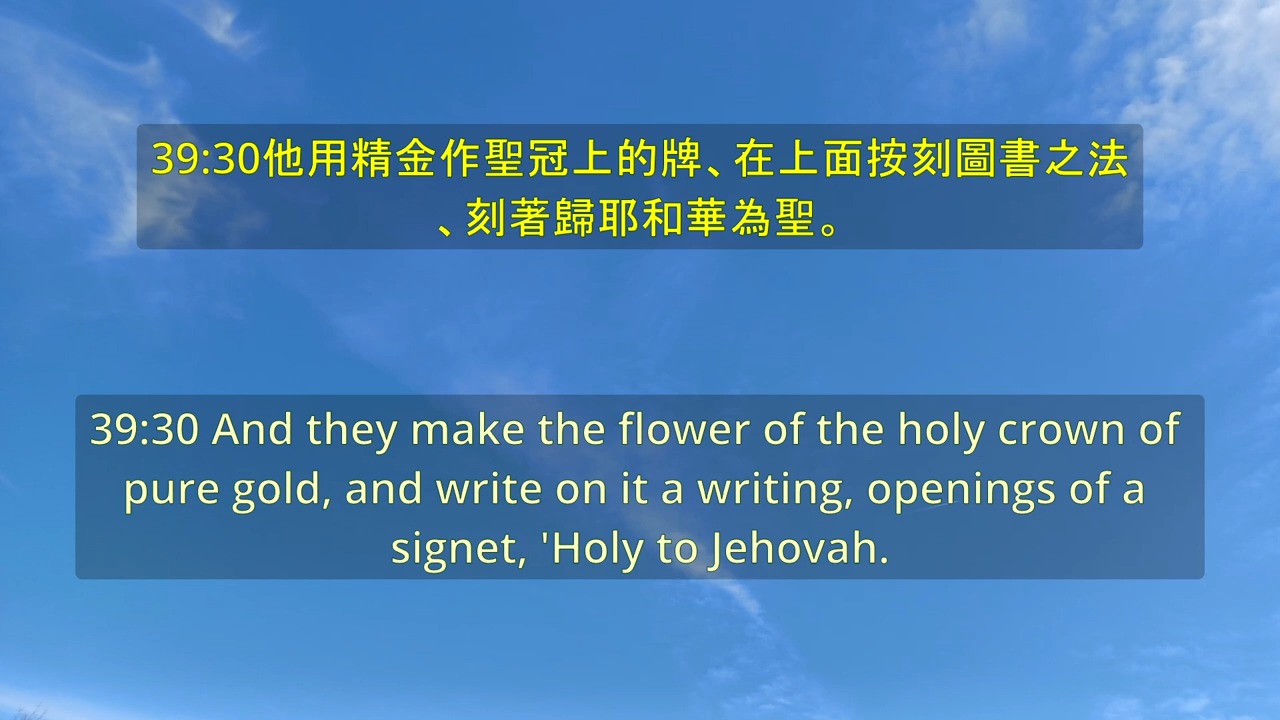 39:30他用精金作聖冠上的牌、在上面按刻圖書之法
、刻著歸耶和華為聖。
39:30 And they make the flower of the holy crown of
pure gold, and write on it a writing, openings of a
signet, 'Holy to Jehovah.